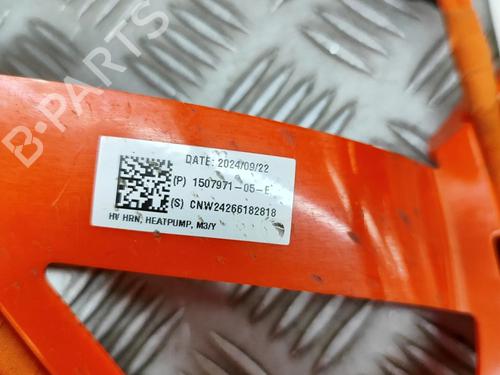 B-PARTS
DATE: 2024/09/22
(P) 1507971-05-E
(S) CNW24266182818
HV HRN, HEATPUMP, M3/Y